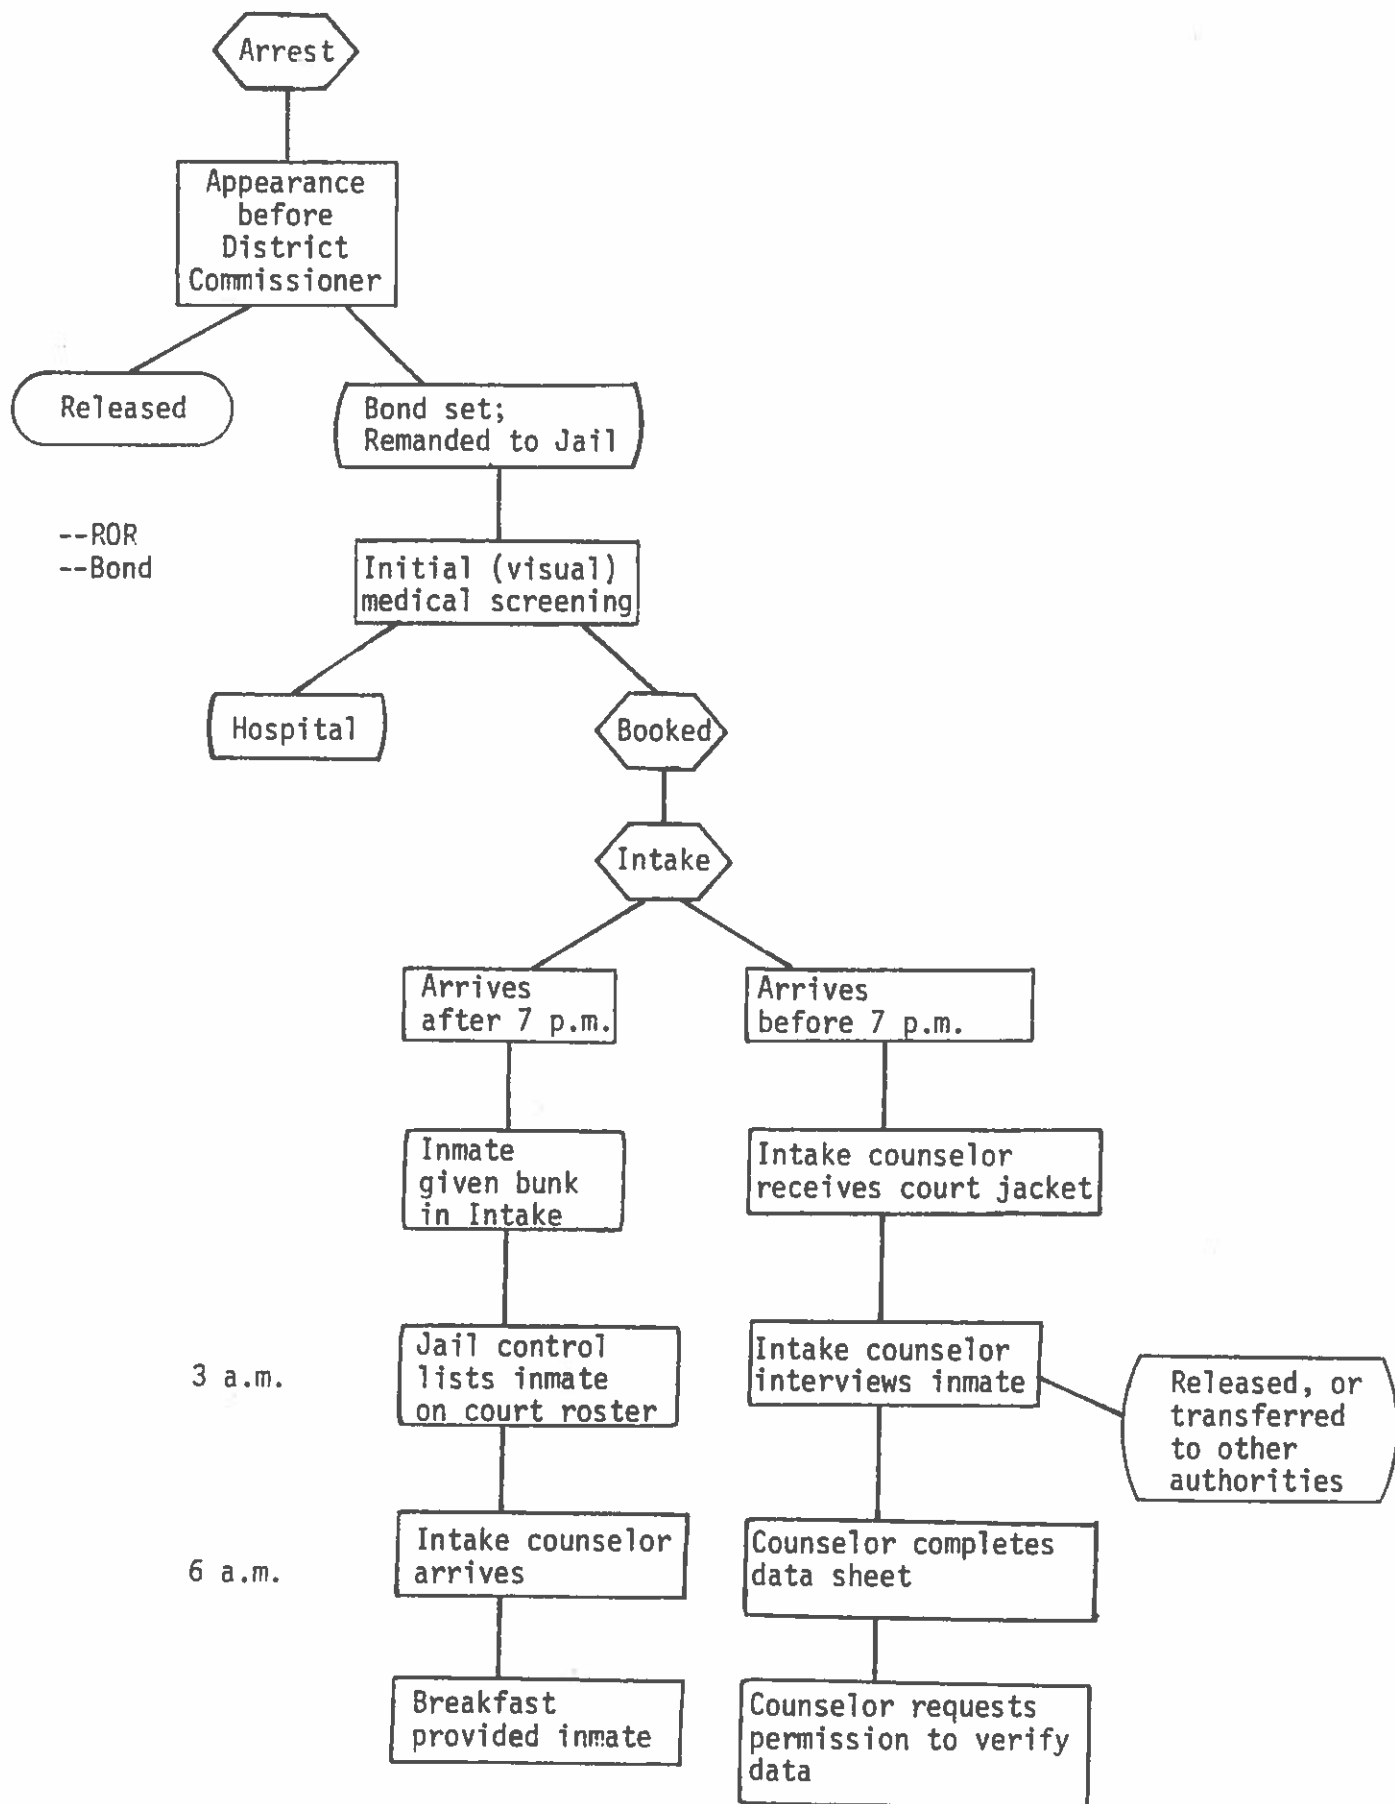 Arrest
Appearance
before
District
Commissioner
Released
Bond set;
Remanded to Jail
--ROR
--Bond
Initial (visual)
medical screening
Hospital
Booked
Intake
Arrives
after 7 p.m.
Arrives
before 7 p.m.
Inmate
given bunk
in Intake
Intake counselor
receives court jacket
3 a.m.
Jail control
lists inmate
on court roster
Intake counselor
interviews inmate
Released, or
transferred
to other
authorities
6 a.m.
Intake counselor
arrives
Counselor completes
data sheet
Breakfast
provided inmate
Counselor requests
permission to verify
data